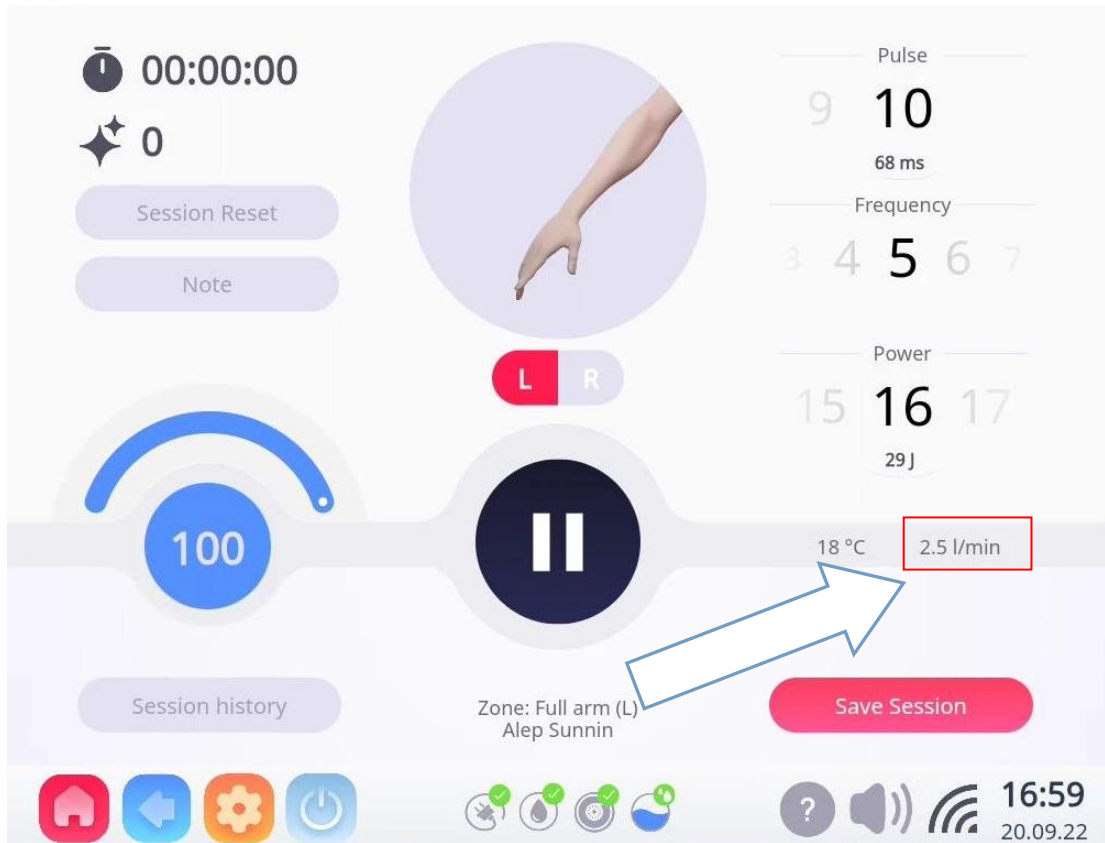 00:00:00
0
Session Reset
Note
L R
100
Pulse
9 10
68 ms
Frequency
3 4 5 6 7
Power
15 16 17
29 J
18 °C 2.5 l/min
Session history
Zone: Full arm (L)
Alep Sunnin
Save Session
?
16:59
20.09.22